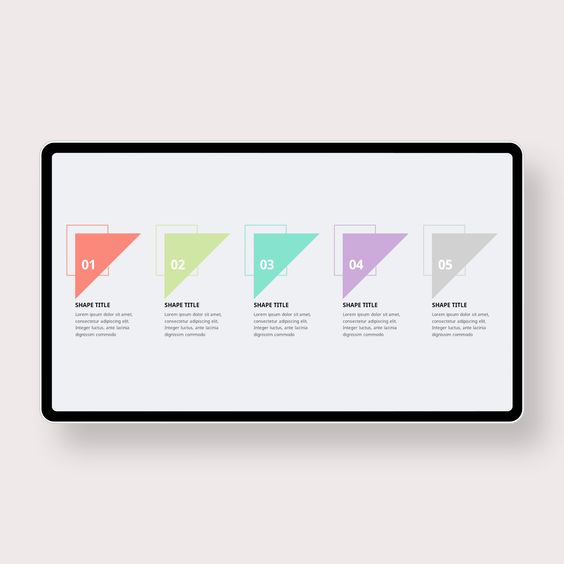 01
SHAPE TITLE
Lorem ipsum dolor sit amet,
consectetur adipiscing elit.
Integer luctus, ante lacinia
dignissim commodo
02
SHAPE TITLE
Lorem ipsum dolor sit amet,
consectetur adipiscing elit.
Integer luctus, ante lacinia
dignissim commodo
03
SHAPE TITLE
Lorem ipsum dolor sit amet,
consectetur adipiscing elit.
Integer luctus, ante lacinia
dignissim commodo
04
SHAPE TITLE
Lorem ipsum dolor sit amet,
consectetur adipiscing elit.
Integer luctus, ante lacinia
dignissim commodo
05
SHAPE TITLE
Lorem ipsum dolor sit amet,
consectetur adipiscing elit.
Integer luctus, ante lacinia
dignissim commodo